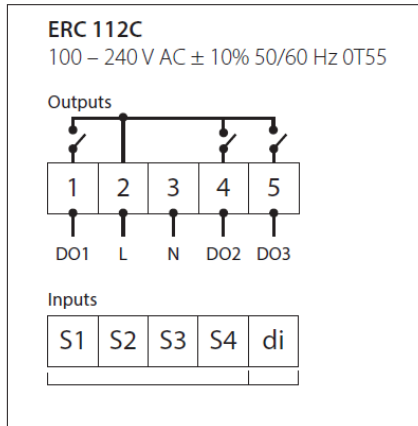 ERC 112C
100 – 240 V AC ± 10% 50/60 Hz 0T55
Outputs
1 2 3 4 5
DO1 L N DO2 DO3
Inputs
S1 S2 S3 S4 di